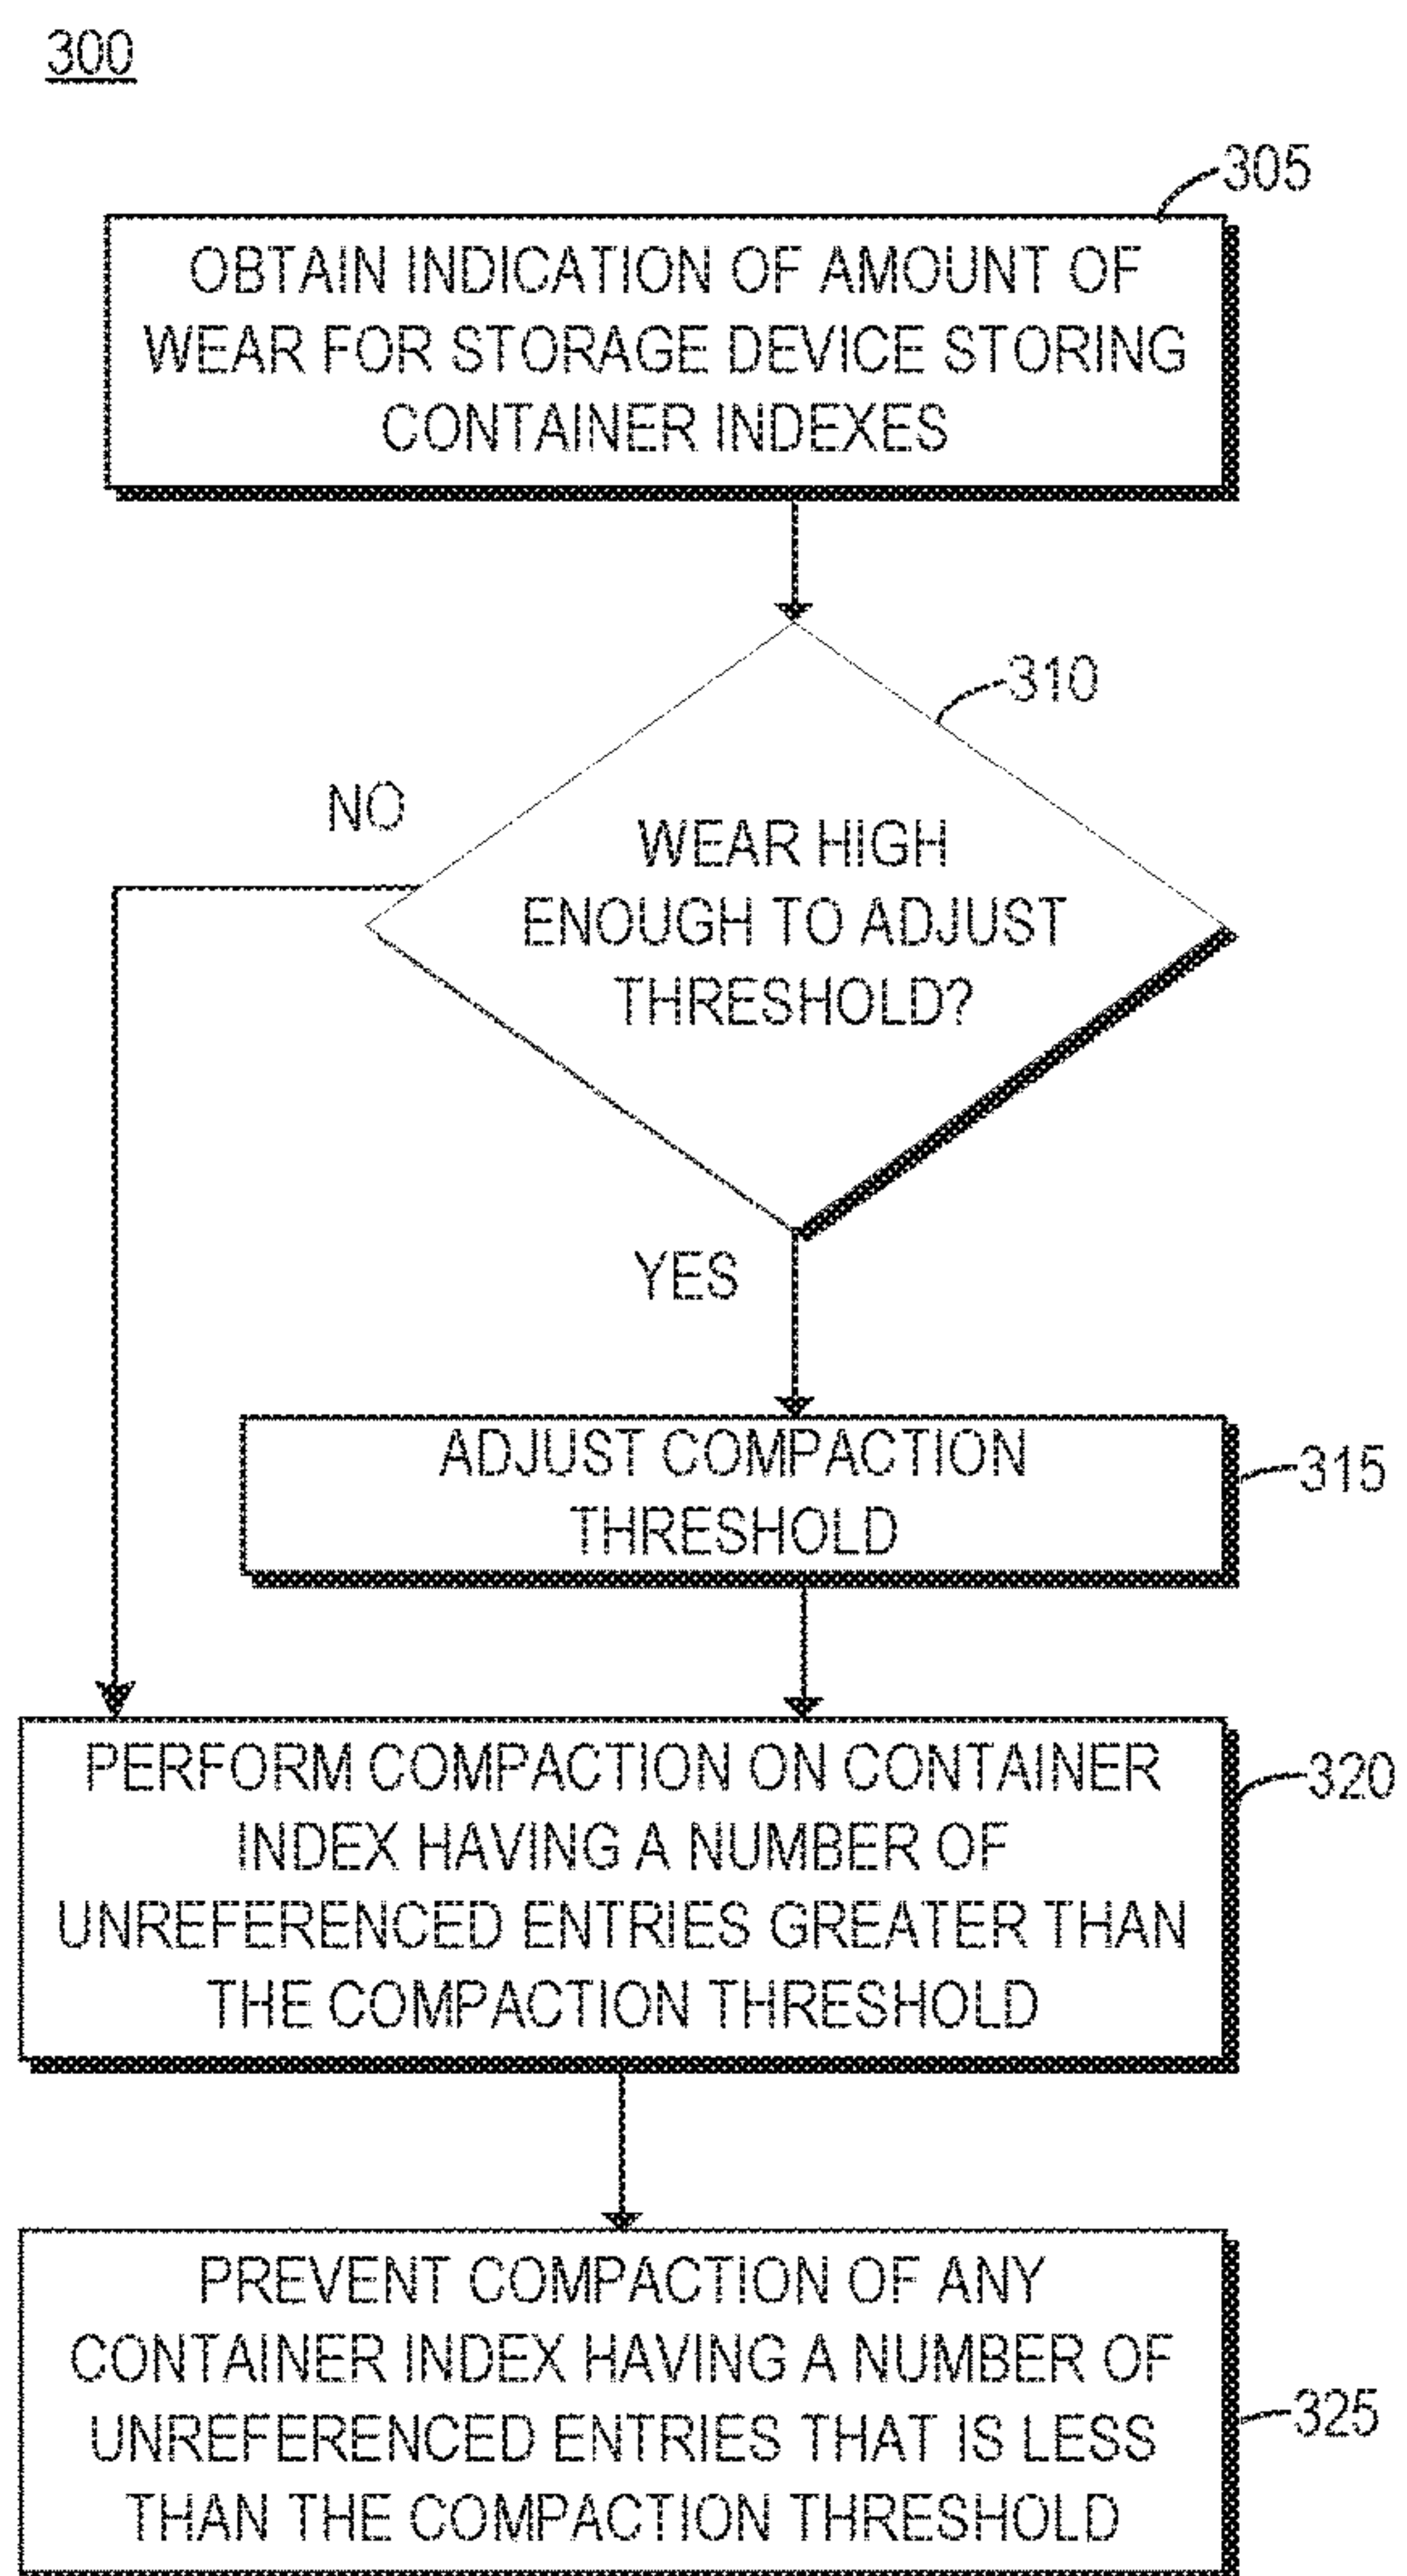 300
305
OBTAIN INDICATION OF AMOUNT OF
WEAR FOR STORAGE DEVICE STORING
CONTAINER INDEXES
310
NO
WEAR HIGH
ENOUGH TO ADJUST
THRESHOLD?
YES
ADJUST COMPACTION
THRESHOLD
315
PERFORM COMPACTION ON CONTAINER
INDEX HAVING A NUMBER OF
UNREFERENCED ENTRIES GREATER THAN
THE COMPACTION THRESHOLD
320
PREVENT COMPACTION OF ANY
CONTAINER INDEX HAVING A NUMBER OF
UNREFERENCED ENTRIES THAT IS LESS
THAN THE COMPACTION THRESHOLD
325